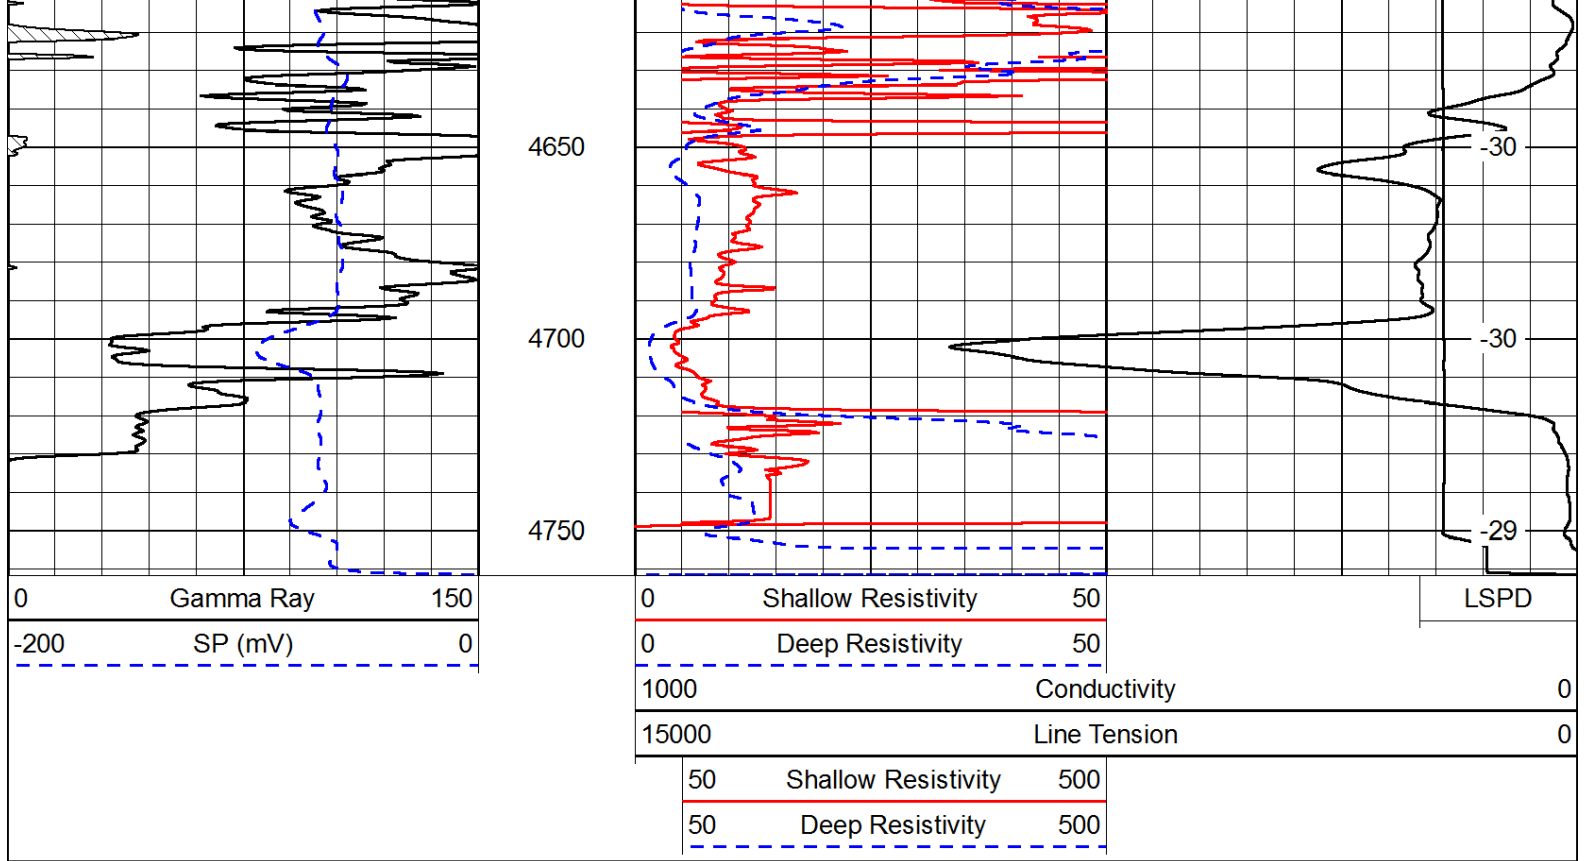 4650
-30
4700
-30
4750
-29
0 Gamma Ray 150
0 Shallow Resistivity 50
LSPD
-200 SP (mV) 0
0 Deep Resistivity 50
1000 Conductivity 0
15000 Line Tension 0
50 Shallow Resistivity 500
50 Deep Resistivity 500